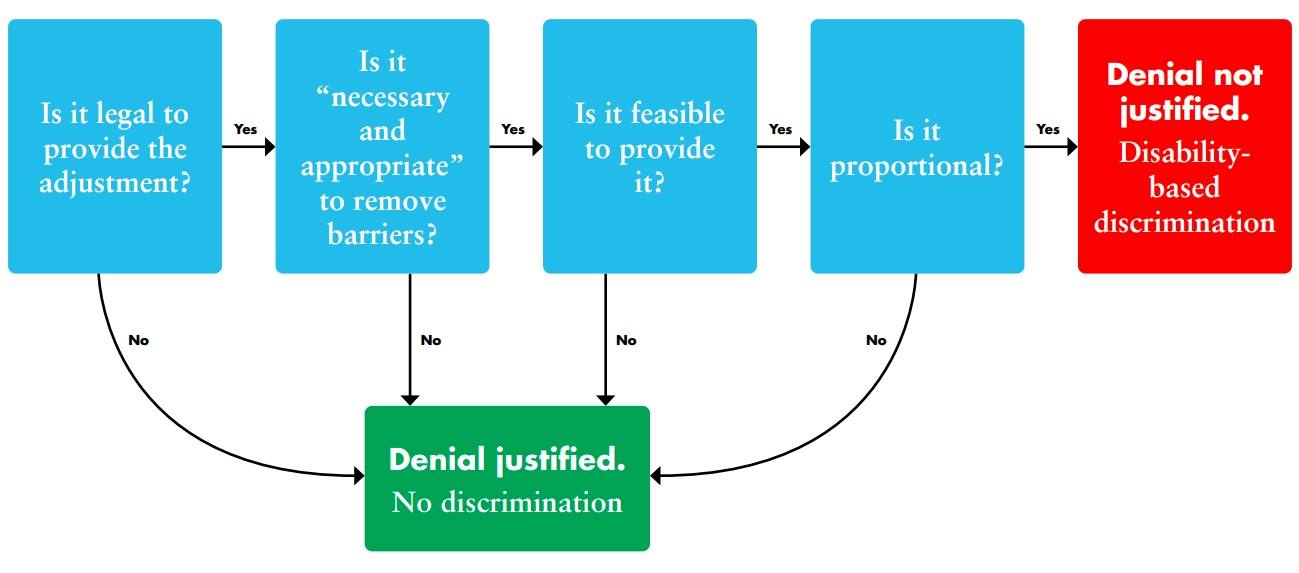 Is it legal to
provide the
adjustment?
Yes
Is it
“necessary
and
appropriate”
to remove
barriers?
Yes
Is it feasible
to provide
it?
Yes
Is it
proportional?
Yes
Denial not
justified.
Disability-
based
discrimination
No
No
No
No
Denial justified.
No discrimination